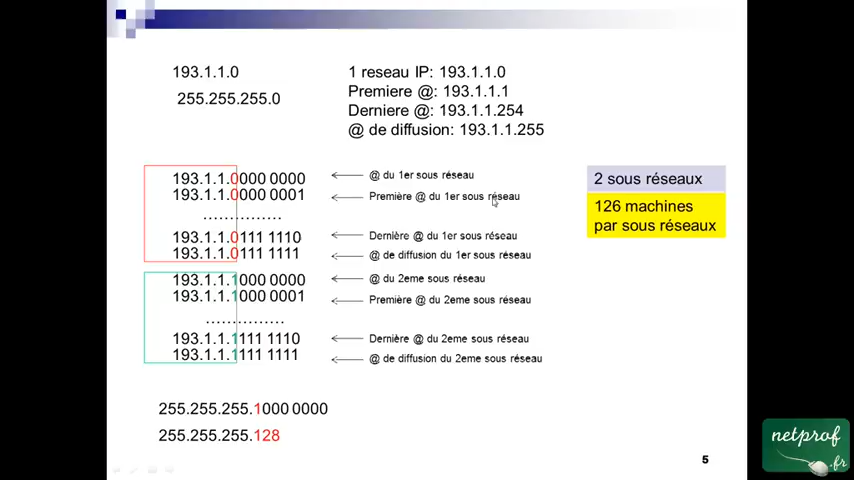 193.1.1.0
255.255.255.0
1 reseau IP: 193.1.1.0
Premiere @: 193.1.1.1
Derniere @: 193.1.1.254
@ de diffusion: 193.1.1.255
193.1.1.0000 0000
@ du 1er sous réseau
193.1.1.0000 0001
Première @ du 1er sous réseau
...............
193.1.1.0111 1110
Dernière @ du 1er sous réseau
193.1.1.0111 1111
@ de diffusion du 1er sous réseau
193.1.1.1000 0000
@ du 2eme sous réseau
193.1.1.1000 0001
Première @ du 2eme sous réseau
...............
193.1.1.1111 1110
Dernière @ du 2eme sous réseau
193.1.1.1111 1111
@ de diffusion du 2eme sous réseau
2 sous réseaux
126 machines
par sous réseaux
255.255.255.1000 0000
255.255.255.128
5
netprof
.fr